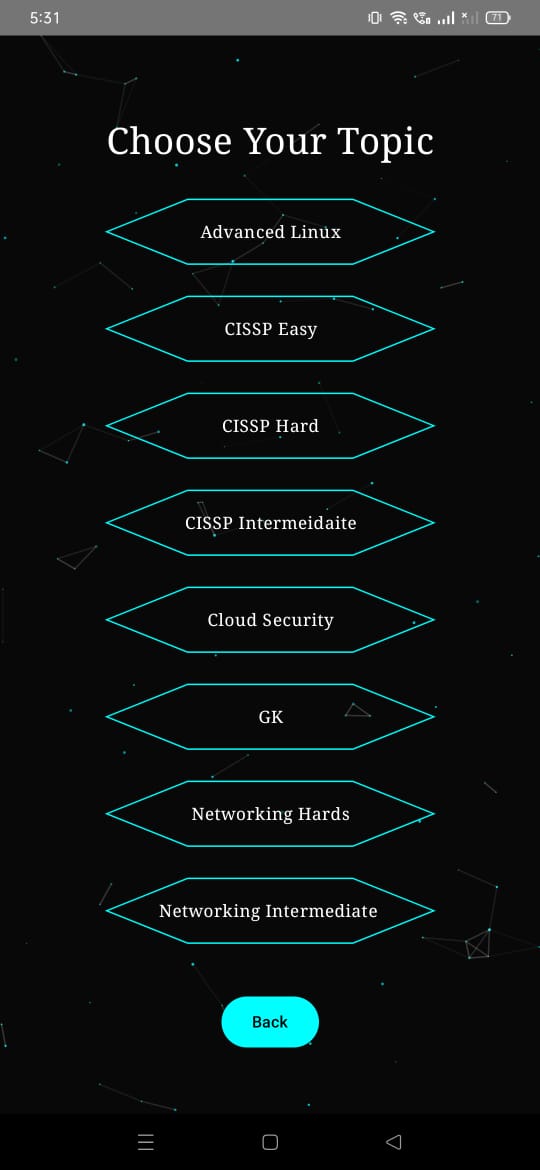 5:31
71
Choose Your Topic
Advanced Linux
CISSP Easy
CISSP Hard
CISSP Intermeidaite
Cloud Security
GK
Networking Hards
Networking Intermediate
Back